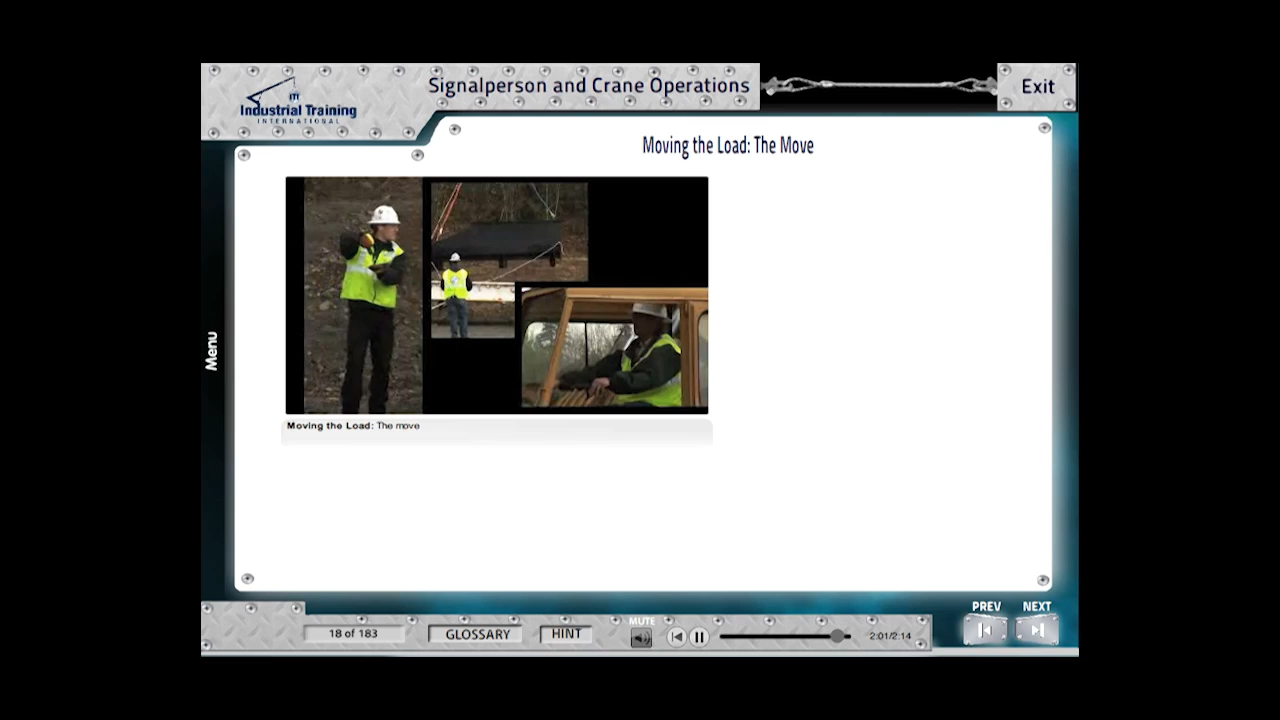 Signalperson and Crane Operations
Exit
iti
Industrial Training
INTERNATIONAL
Moving the Load: The Move
Menu
Moving the Load: The move
PREV
NEXT
MUTE
18 of 183
GLOSSARY
HINT
2:01/2:14